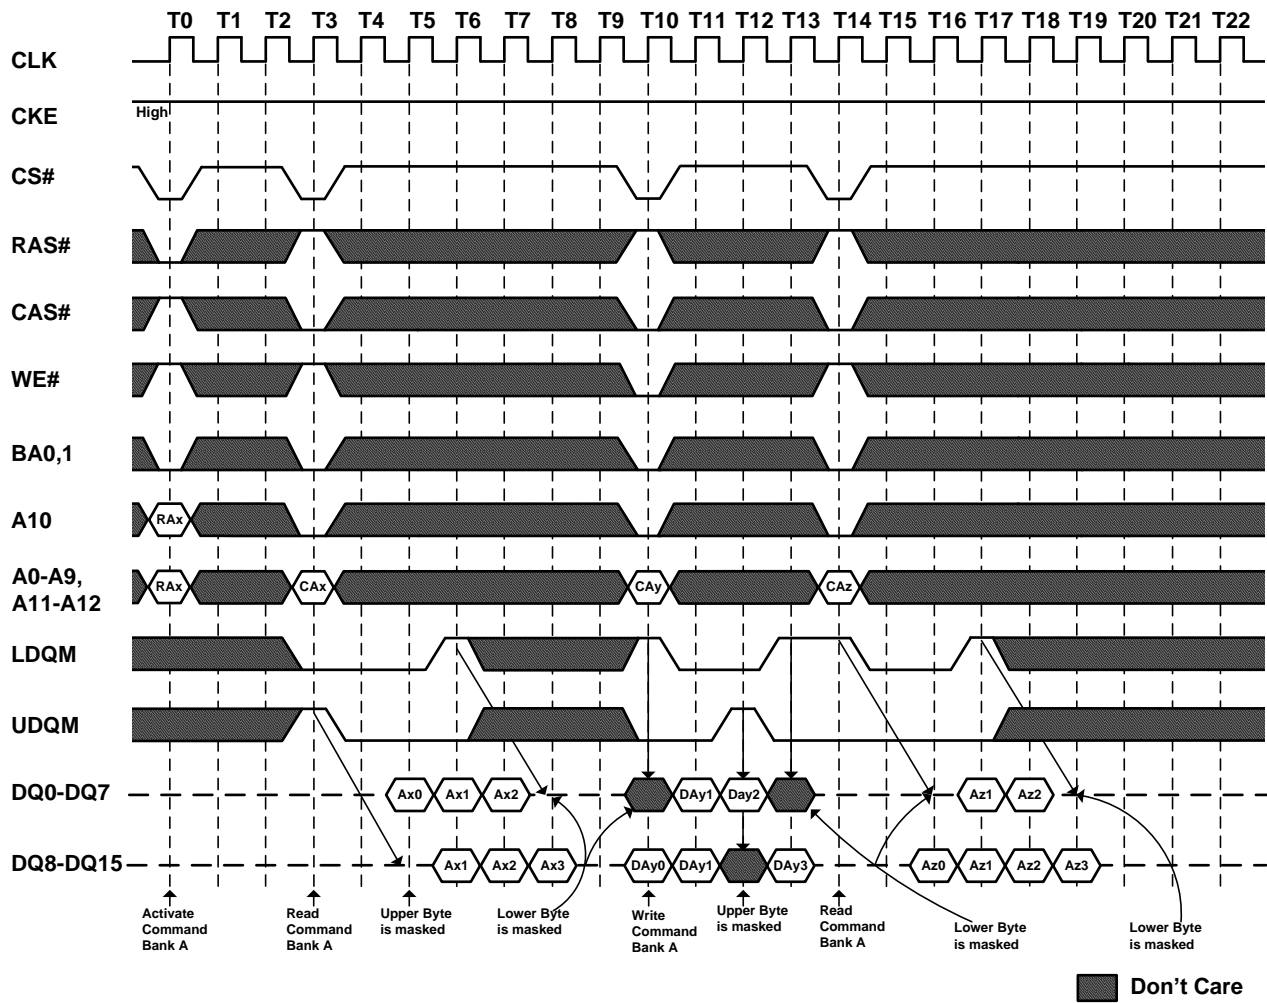 T0 T1 T2 T3 T4 T5 T6 T7 T8 T9 T10 T11 T12 T13 T14 T15 T16 T17 T18 T19 T20 T21 T22
CLK
CKE High
CS#
RAS#
CAS#
WE#
BA0,1
A10 RAx
A0-A9,
A11-A12 RAx CAx CAy CAz
LDQM
UDQM
DQ0-DQ7 Ax0 Ax1 Ax2 DAy1 Day2 Az1 Az2
DQ8-DQ15 Ax1 Ax2 Ax3 DAy0 DAy1 DAy3 Az0 Az1 Az2 Az3
Activate
Command
Bank A
Read
Command
Bank A
Upper Byte
is masked
Lower Byte
is masked
Write
Command
Bank A
Upper Byte
is masked
Read
Command
Bank A
Lower Byte
is masked
Lower Byte
is masked
Don't Care